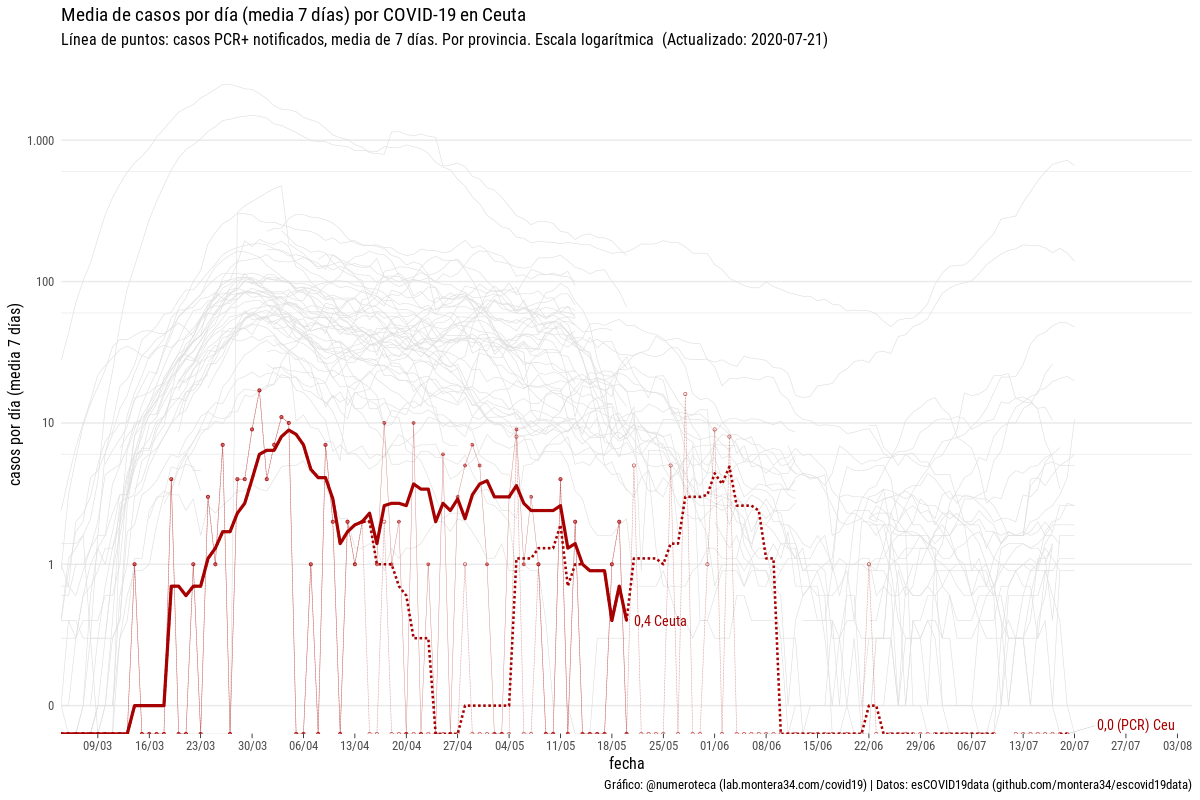 Media de casos por día (media 7 días) por COVID-19 en Ceuta
Línea de puntos: casos PCR+ notificados, media de 7 días. Por provincia. Escala logarítmica (Actualizado: 2020-07-21)
casos por día (media 7 días)
1.000
100
10
1
0
0,4 Ceuta
0,0 (PCR) Ceu
09/03 16/03 23/03 30/03 06/04 13/04 20/04 27/04 04/05 11/05 18/05 25/05 01/06 08/06 15/06 22/06 29/06 06/07 13/07 20/07 27/07 03/08
fecha
Gráfico: @numeroteca (lab.montera34.com/covid19) | Datos: esCOVID19data (github.com/montera34/escovid19data)